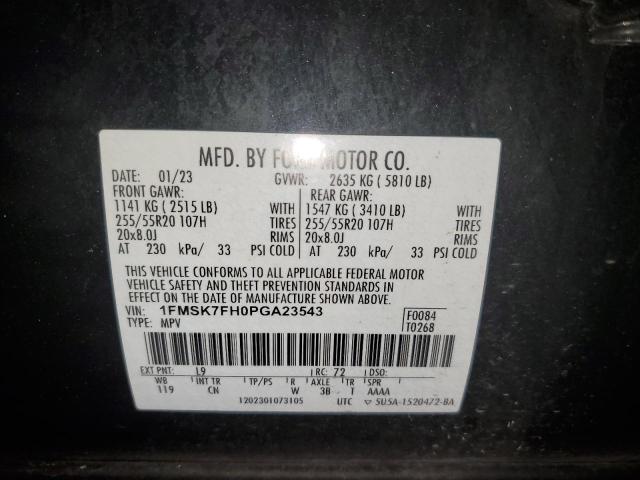 MFD. BY FORD MOTOR CO.
DATE: 01/23 GVWR: 2635 KG ( 5810 LB)
FRONT GAWR: REAR GAWR:
1141 KG ( 2515 LB) WITH 1547 KG ( 3410 LB) WITH
255/55R20 107H TIRES 255/55R20 107H TIRES
20x8.0J RIMS 20x8.0J RIMS
AT 230 kPa/ 33 PSI COLD AT 230 kPa/ 33 PSI COLD
THIS VEHICLE CONFORMS TO ALL APPLICABLE FEDERAL MOTOR
VEHICLE SAFETY AND THEFT PREVENTION STANDARDS IN
EFFECT ON THE DATE OF MANUFACTURE SHOWN ABOVE.
VIN: 1FMSK7FH0PGA23543 F0084
TYPE: MPV T0268
EXT PNT: L9 RC: 72 DSO:
WB INT TR TP/PS R AXLE TR SPR
119 CN W 3B T AAAA
1202301073105 UTC ▽ 5U5A-1520472-BA